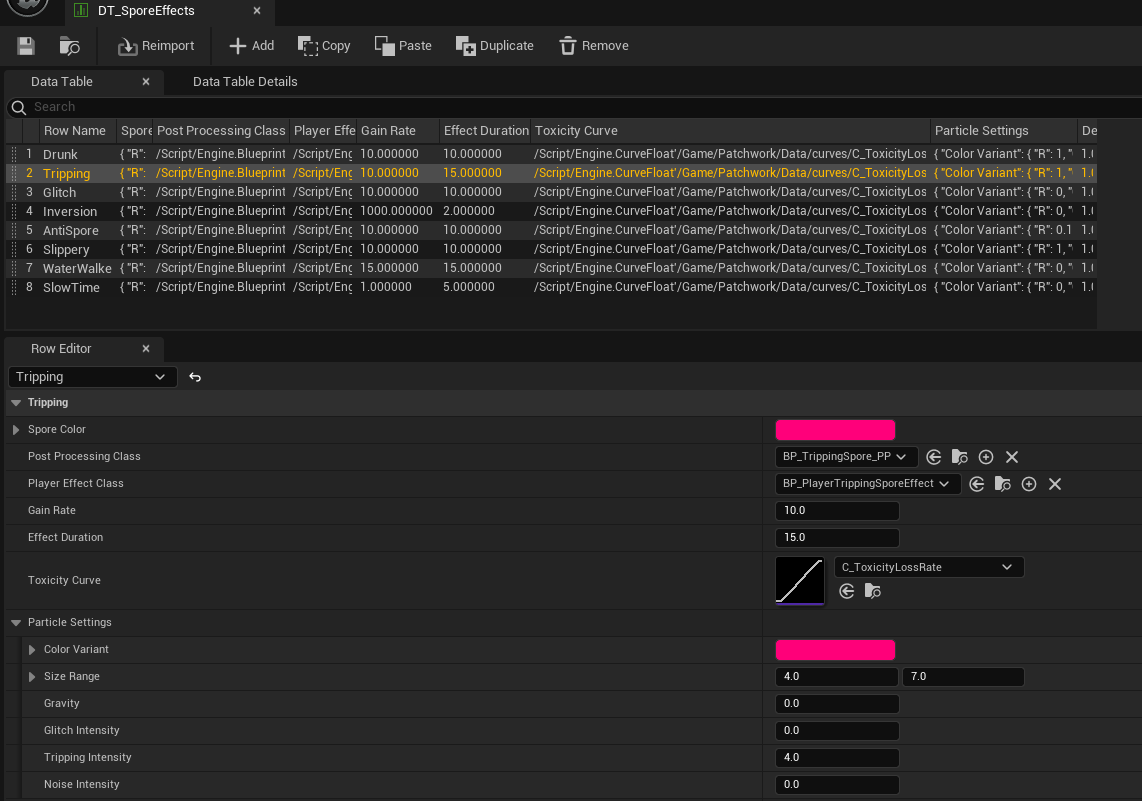 DT_SporeEffects
Reimport Add Copy Paste Duplicate Remove
Data Table Data Table Details
Search
Row Name Spore Post Processing Class Player Effe Gain Rate Effect Duration Toxicity Curve Particle Settings De
1 Drunk { "R": /Script/Engine.Blueprint /Script/Eng 10.000000 10.000000 /Script/Engine.CurveFloat'/Game/Patchwork/Data/curves/C_ToxicityLos { "Color Variant": { "R": 1, " 1.0
2 Tripping { "R": /Script/Engine.Blueprint /Script/Eng 10.000000 15.000000 /Script/Engine.CurveFloat'/Game/Patchwork/Data/curves/C_ToxicityLos { "Color Variant": { "R": 1, " 1.0
3 Glitch { "R": /Script/Engine.Blueprint /Script/Eng 10.000000 10.000000 /Script/Engine.CurveFloat'/Game/Patchwork/Data/curves/C_ToxicityLos { "Color Variant": { "R": 0, " 1.0
4 Inversion { "R": /Script/Engine.Blueprint /Script/Eng 1000.000000 2.000000 /Script/Engine.CurveFloat'/Game/Patchwork/Data/curves/C_ToxicityLos { "Color Variant": { "R": 0, " 1.0
5 AntiSpore { "R": /Script/Engine.Blueprint /Script/Eng 10.000000 10.000000 /Script/Engine.CurveFloat'/Game/Patchwork/Data/curves/C_ToxicityLos { "Color Variant": { "R": 0.1 1.0
6 Slippery { "R": /Script/Engine.Blueprint /Script/Eng 10.000000 10.000000 /Script/Engine.CurveFloat'/Game/Patchwork/Data/curves/C_ToxicityLos { "Color Variant": { "R": 1, " 1.0
7 WaterWalke { "R": /Script/Engine.Blueprint /Script/Eng 15.000000 15.000000 /Script/Engine.CurveFloat'/Game/Patchwork/Data/curves/C_ToxicityLos { "Color Variant": { "R": 0, " 1.0
8 SlowTime { "R": /Script/Engine.Blueprint /Script/Eng 1.000000 5.000000 /Script/Engine.CurveFloat'/Game/Patchwork/Data/curves/C_ToxicityLos { "Color Variant": { "R": 0, " 1.0
Row Editor
Tripping
Tripping
Spore Color
Post Processing Class BP_TrippingSpore_PP
Player Effect Class BP_PlayerTrippingSporeEffect
Gain Rate 10.0
Effect Duration 15.0
Toxicity Curve C_ToxicityLossRate
Particle Settings
Color Variant
Size Range 4.0 7.0
Gravity 0.0
Glitch Intensity 0.0
Tripping Intensity 4.0
Noise Intensity 0.0